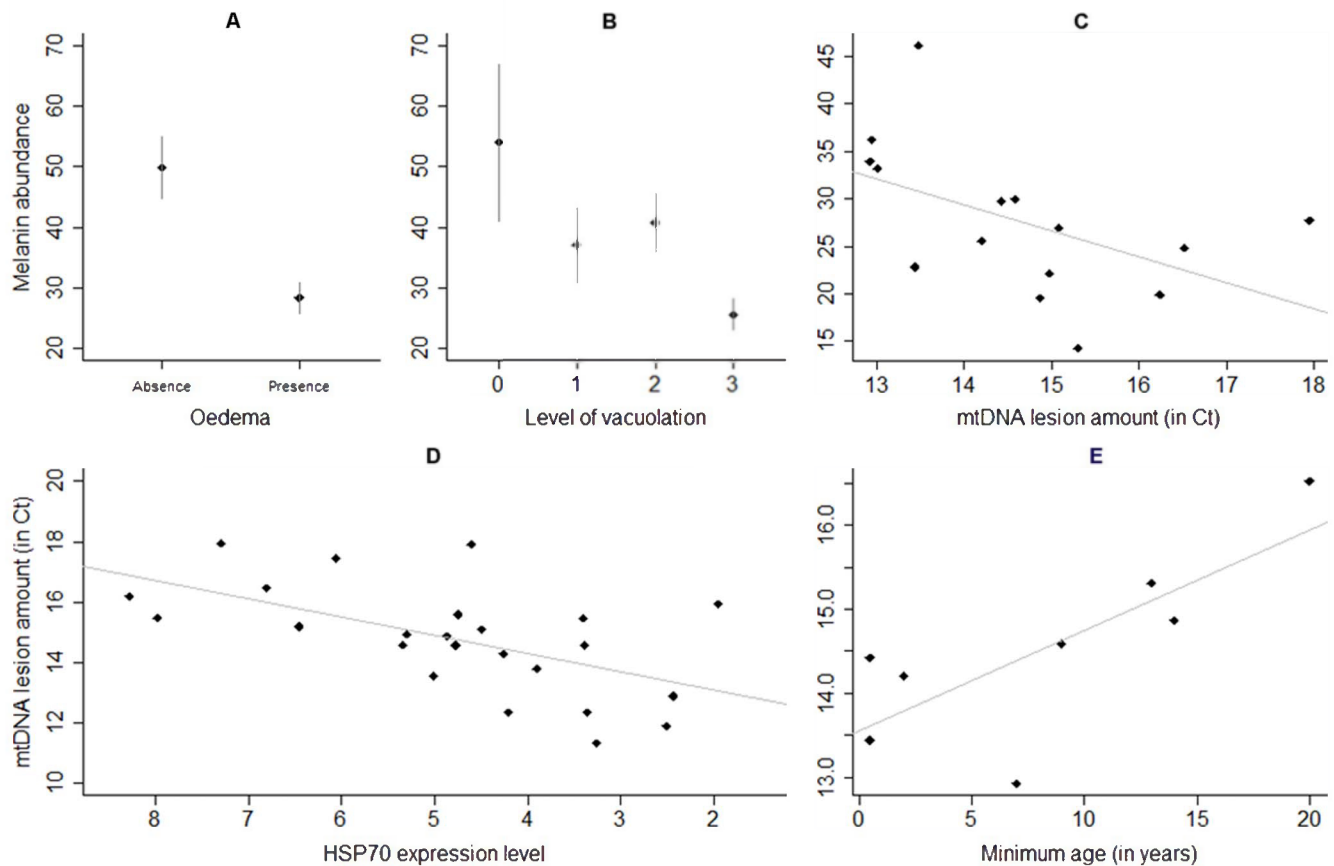 A
Melanin abundance
70
60
50
40
30
20
Absence Presence
Oedema
B
70
60
50
40
30
20
0 1 2 3
Level of vacuolation
C
45
40
35
30
25
20
15
13 14 15 16 17 18
mtDNA lesion amount (in Ct)
D
mtDNA lesion amount (in Ct)
20
18
16
14
12
10
8 7 6 5 4 3 2
HSP70 expression level
E
16.0
15.0
14.0
13.0
0 5 10 15 20
Minimum age (in years)